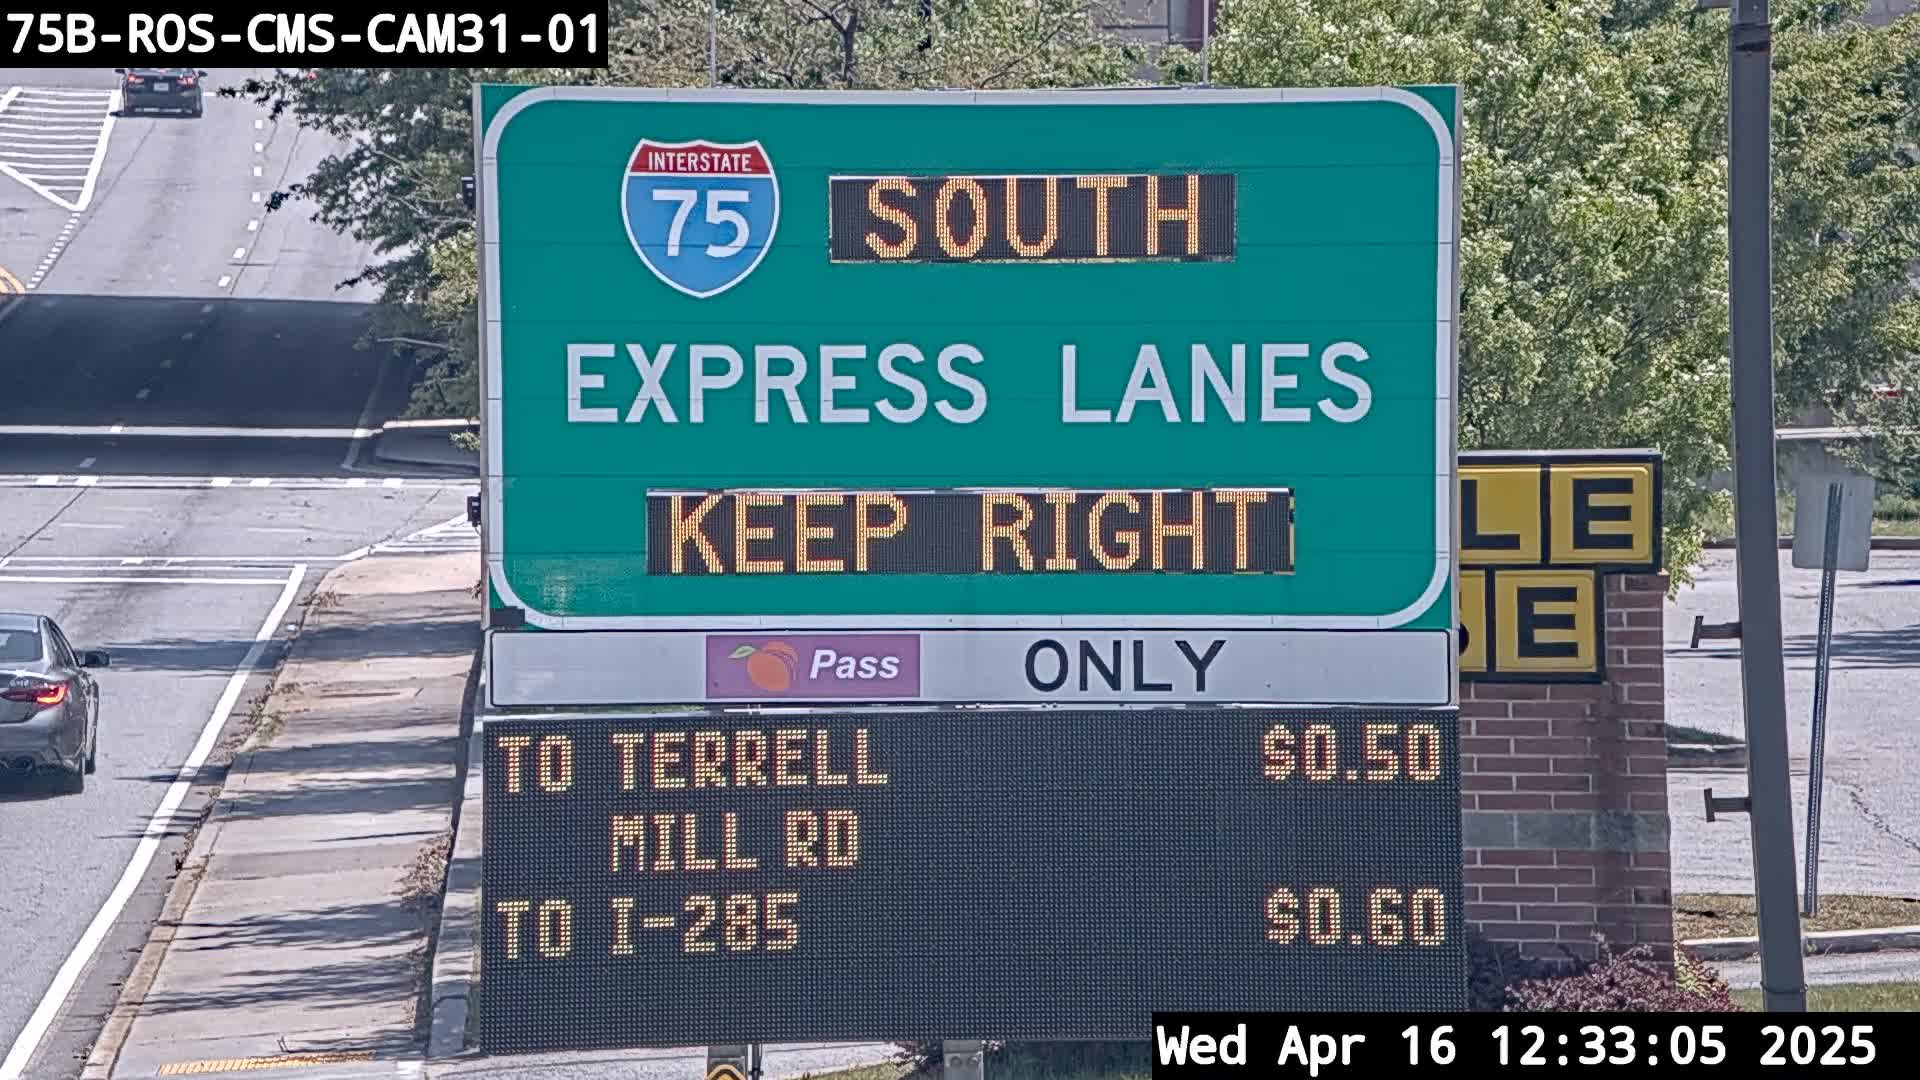 75B-ROS-CMS-CAM31-01
INTERSTATE
75
SOUTH
EXPRESS LANES
KEEP RIGHT
LE
E
Pass ONLY
TO TERRELL $0.50
MILL RD
TO I-285 $0.60
Wed Apr 16 12:33:05 2025